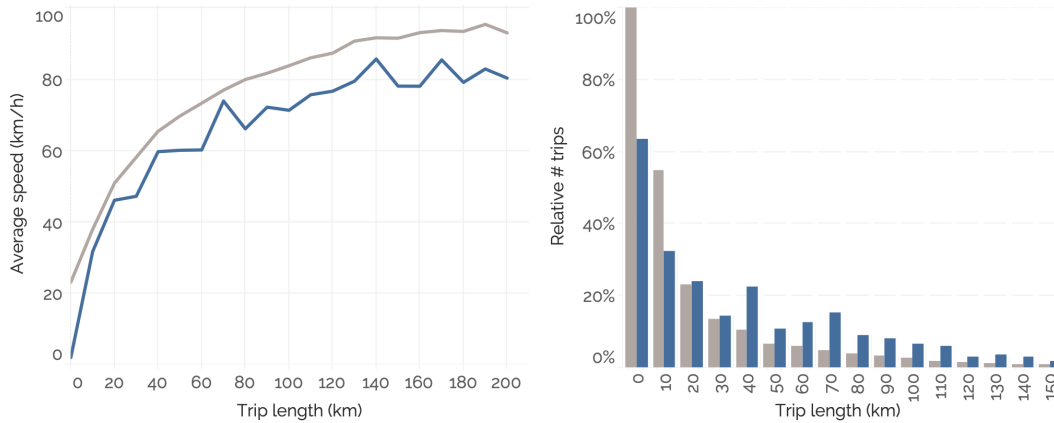 100
80
60
40
20
0
Average speed (km/h)
0 20 40 60 80 100 120 140 160 180 200
Trip length (km)
100%
80%
60%
40%
20%
0%
Relative # trips
0 10 20 30 40 50 60 70 80 90 100 110 120 130 140 150
Trip length (km)